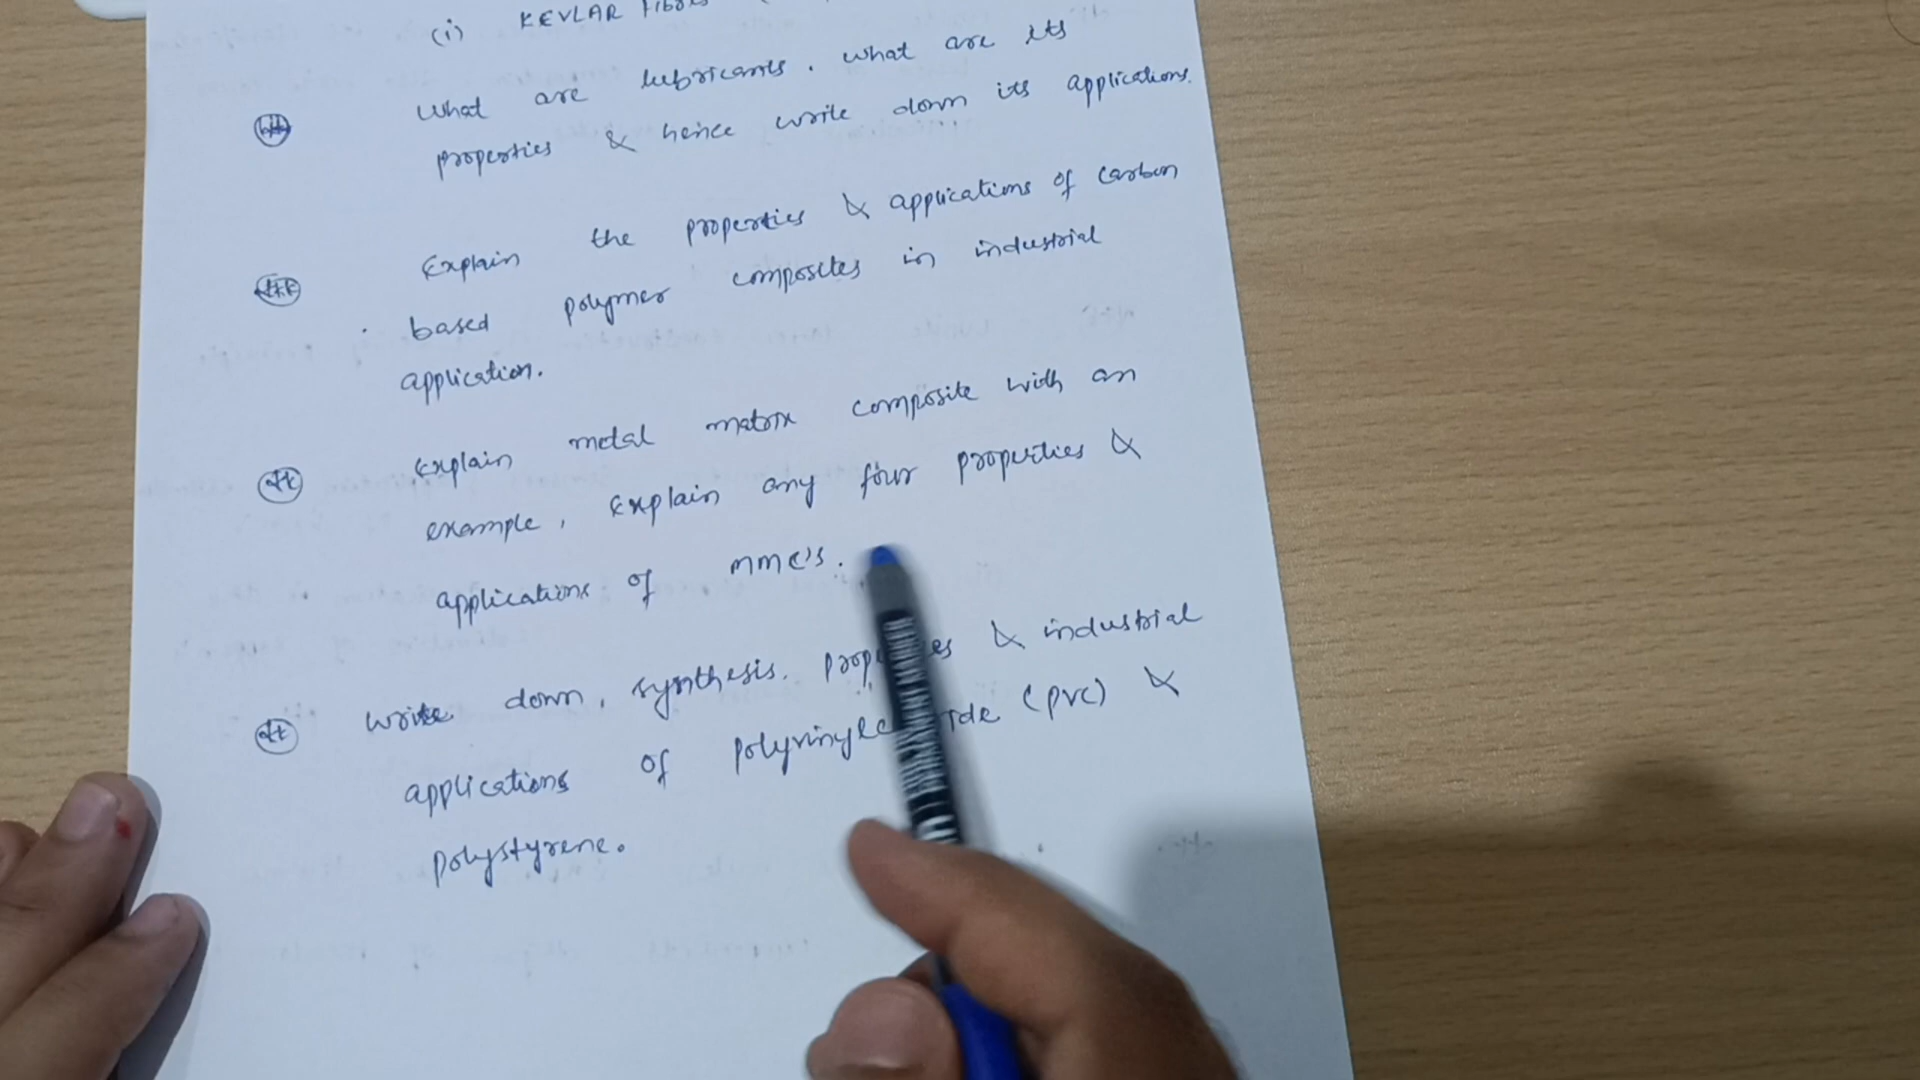 (i) KEVLAR Fibres
What are lubricants. What are its
properties & hence write down its applications.
Explain the properties & applications of carbon
based polymer composites in industrial
application.
Explain metal matrix composite with an
example, explain any four properties &
applications of MMC's.
Write down, synthesis, & industrial
applications of (PVC) &
polystyrene.